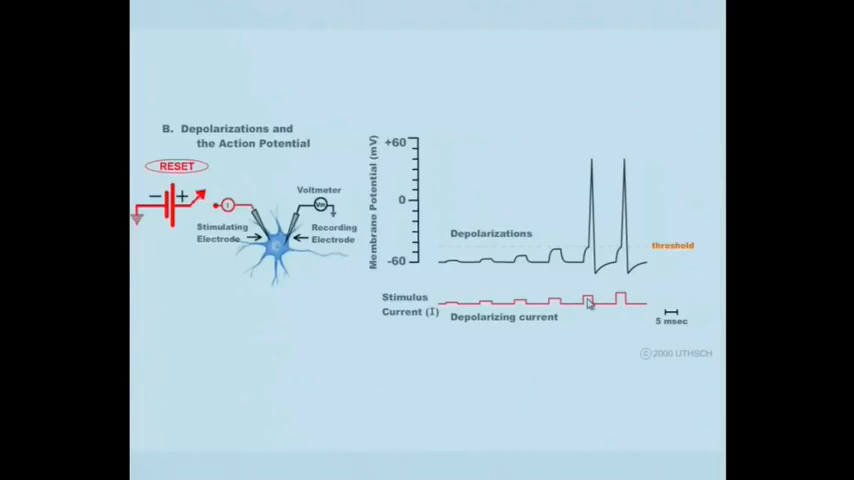 B. Depolarizations and
the Action Potential
RESET
− +
I
Voltmeter
Vm
Stimulating
Electrode
Recording
Electrode
Membrane Potential (mV)
+60
0
-60
Depolarizations
threshold
Stimulus
Current (I)
Depolarizing current
5 msec
©2000 UTHSCH